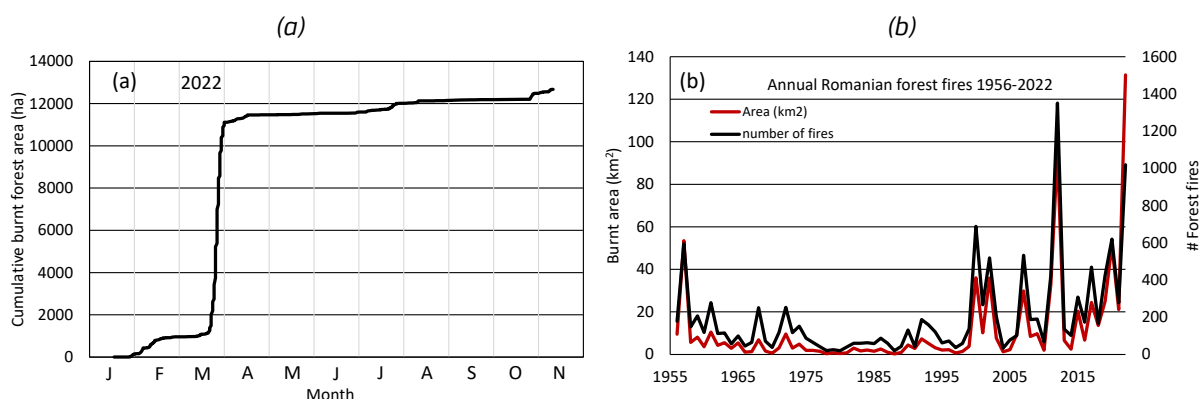 (a)
(b)
(a) 2022
Cumulative burnt forest area (ha)
14000
12000
10000
8000
6000
4000
2000
0
J F M A M J J A S O N
Month
(b) Annual Romanian forest fires 1956-2022
Area (km2)
number of fires
Burnt area (km²)
140
120
100
80
60
40
20
0
1600
1400
1200
1000
800
600
400
200
0
# Forest fires
1955 1965 1975 1985 1995 2005 2015